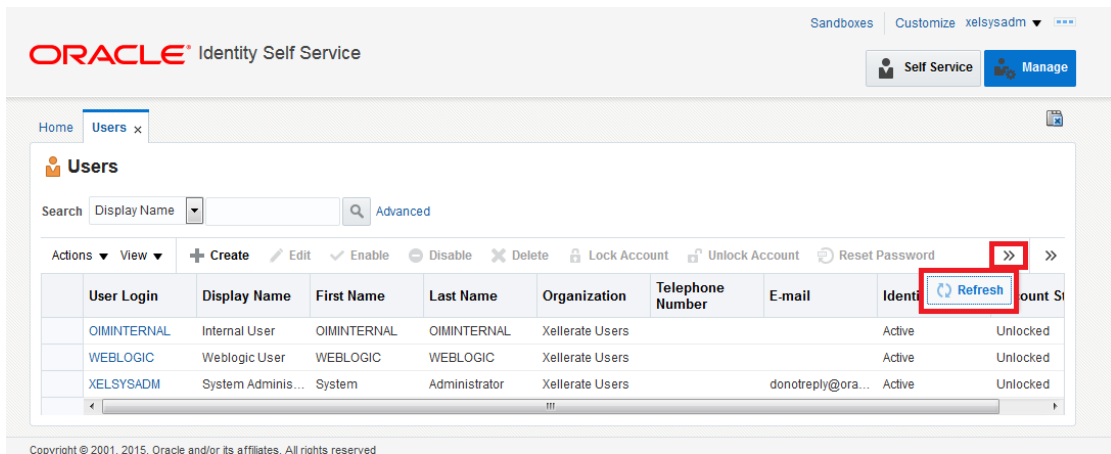 Sandboxes Customize xelsysadm
ORACLE Identity Self Service
Self Service Manage
Home Users x
Users
Search Display Name Advanced
Actions View Create Edit Enable Disable Delete Lock Account Unlock Account Reset Password » »
Refresh
User Login Display Name First Name Last Name Organization Telephone Number E-mail Identi ount St
OIMINTERNAL Internal User OIMINTERNAL OIMINTERNAL Xellerate Users Active Unlocked
WEBLOGIC Weblogic User WEBLOGIC WEBLOGIC Xellerate Users Active Unlocked
XELSYSADM System Adminis... System Administrator Xellerate Users donotreply@ora... Active Unlocked
Copyright © 2001, 2015, Oracle and/or its affiliates. All rights reserved